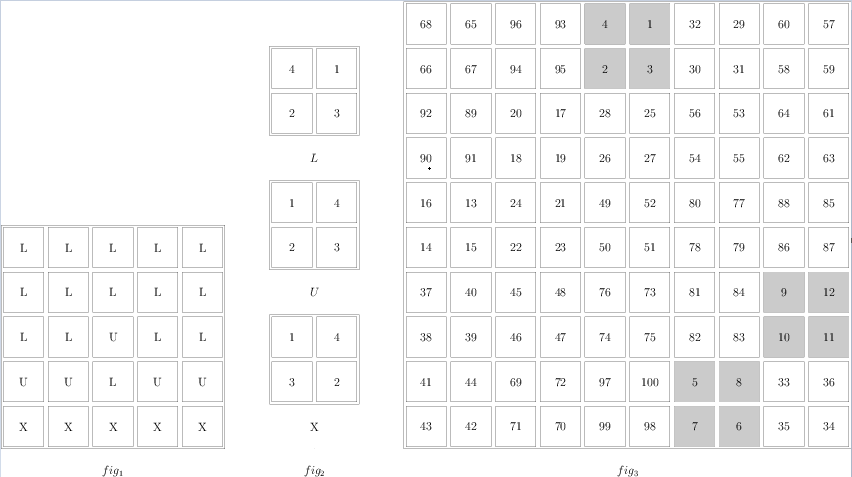 68 65 96 93 4 1 32 29 60 57
66 67 94 95 2 3 30 31 58 59
92 89 20 17 28 25 56 53 64 61
90 91 18 19 26 27 54 55 62 63
16 13 24 21 49 52 80 77 88 85
14 15 22 23 50 51 78 79 86 87
37 40 45 48 76 73 81 84 9 12
38 39 46 47 74 75 82 83 10 11
41 44 69 72 97 100 5 8 33 36
43 42 71 70 99 98 7 6 35 34
fig3
4 1
2 3
L
1 4
2 3
U
1 4
3 2
X
fig2
L L L L L
L L L L L
L L U L L
U U L U U
X X X X X
fig1